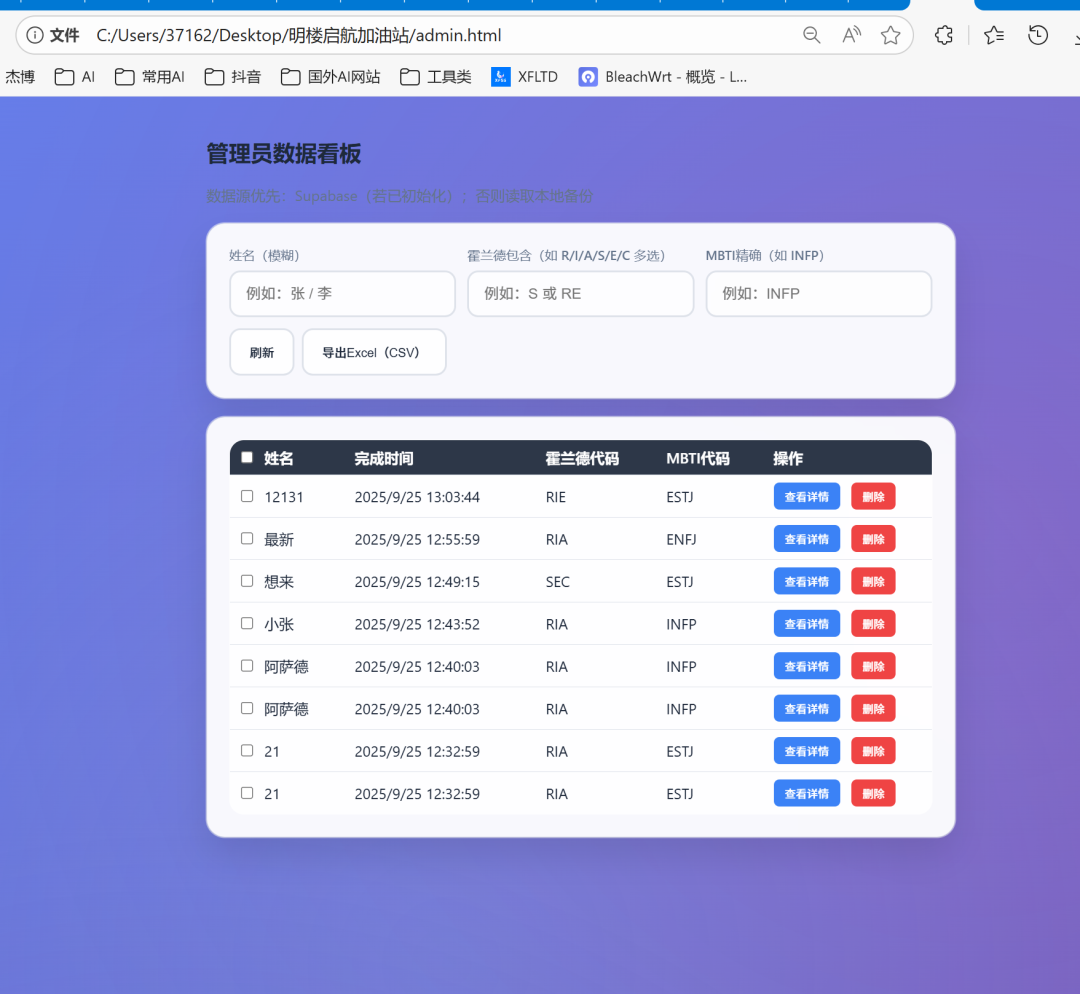 文件 C:/Users/37162/Desktop/明楼启航加油站/admin.html
杰博 AI 常用AI 抖音 国外AI网站 工具类 XFLTD BleachWrt - 概览 - L...
管理员数据看板
数据源优先：Supabase（若已初始化）；否则读取本地备份
姓名（模糊） 霍兰德包含（如 R/I/A/S/E/C 多选） MBTI精确（如 INFP）
例如：张 / 李 例如：S 或 RE 例如：INFP
刷新 导出Excel（CSV）
姓名 完成时间 霍兰德代码 MBTI代码 操作
12131 2025/9/25 13:03:44 RIE ESTJ 查看详情 删除
最新 2025/9/25 12:55:59 RIA ENFJ 查看详情 删除
想来 2025/9/25 12:49:15 SEC ESTJ 查看详情 删除
小张 2025/9/25 12:43:52 RIA INFP 查看详情 删除
阿萨德 2025/9/25 12:40:03 RIA INFP 查看详情 删除
阿萨德 2025/9/25 12:40:03 RIA INFP 查看详情 删除
21 2025/9/25 12:32:59 RIA ESTJ 查看详情 删除
21 2025/9/25 12:32:59 RIA ESTJ 查看详情 删除